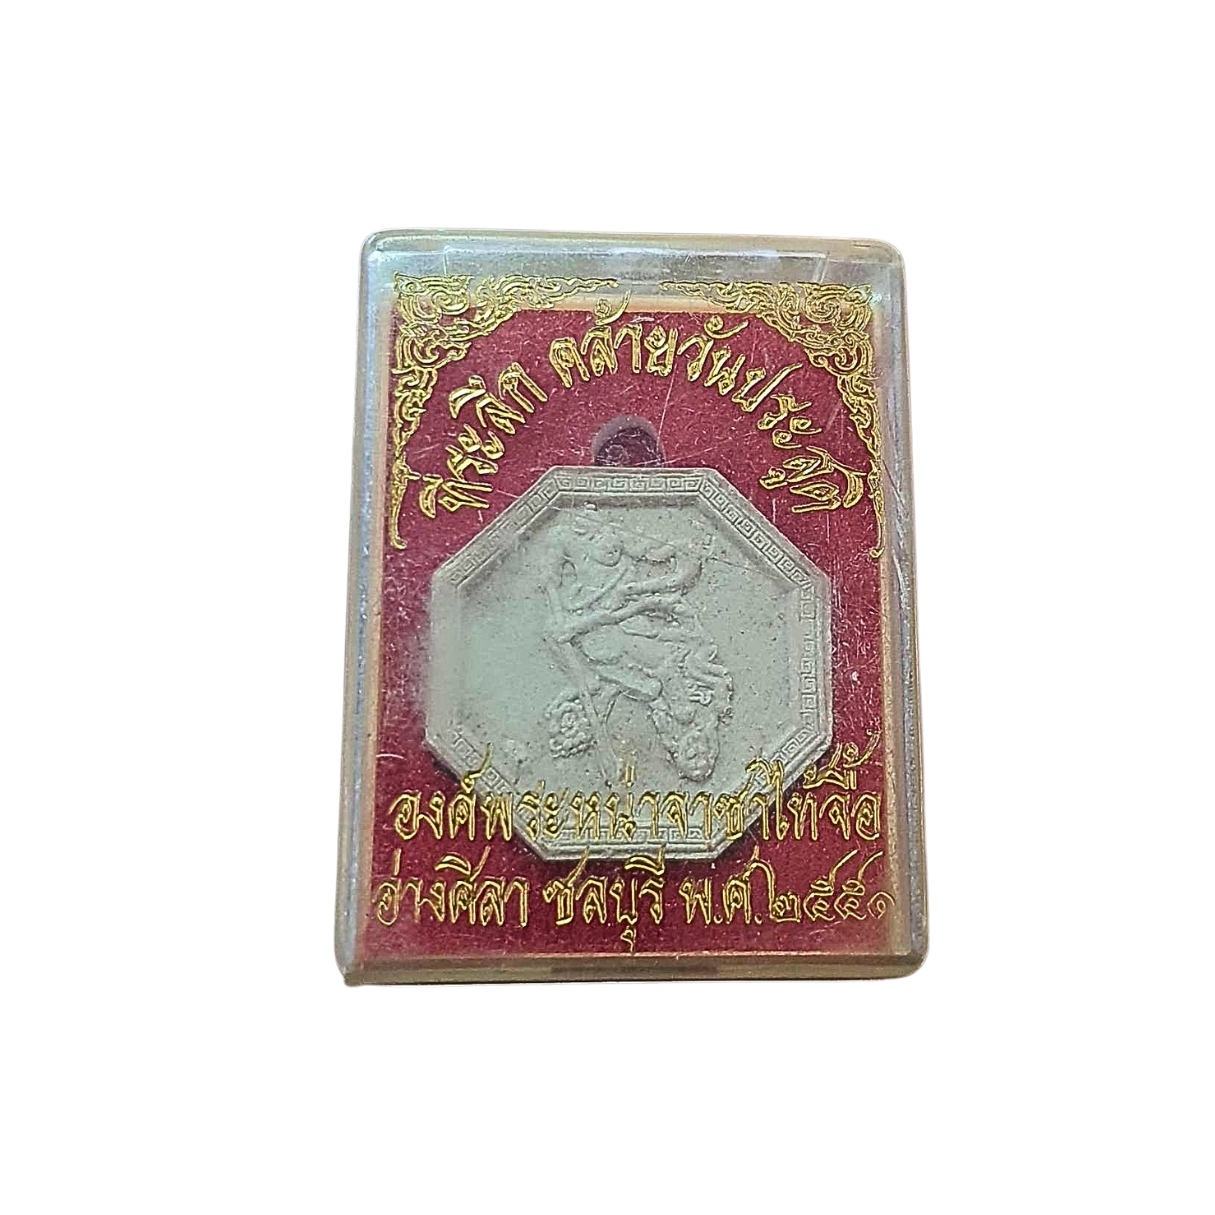 ที่ระลึก คล้ายวันประสูติ
องค์พระหน่าจาซาไท้จื้อ
อ่างศิลา ชลบุรี พ.ศ.๒๕๕๑